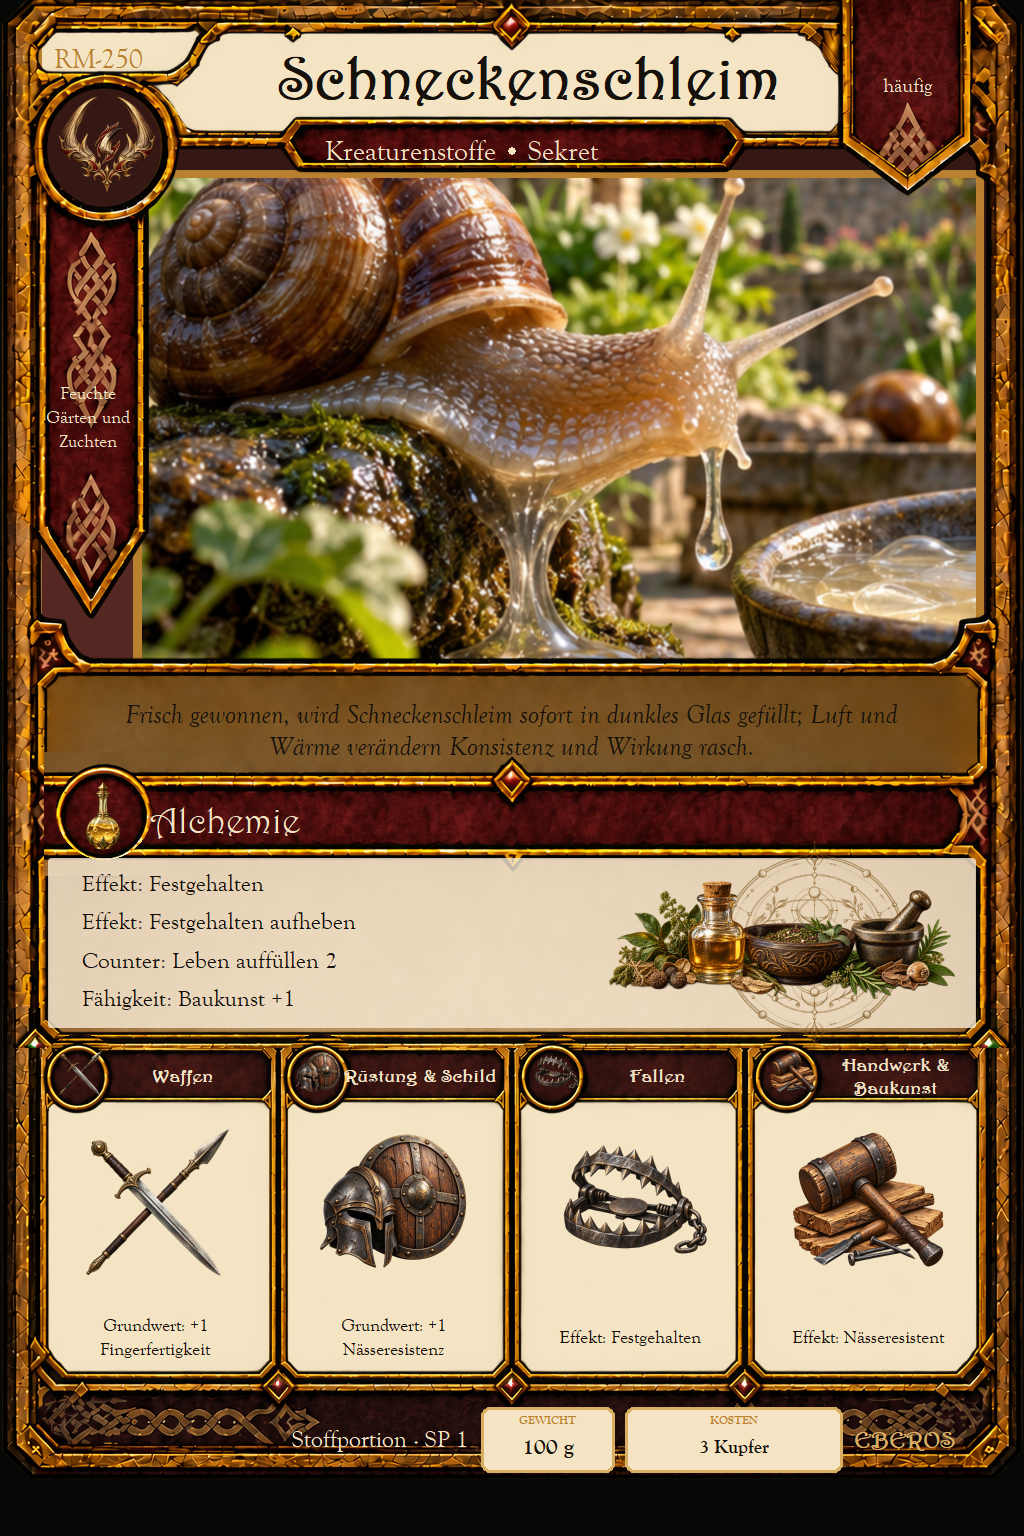 RM-250
Schneckenschleim
häufig
Kreaturenstoffe • Sekret
Feuchte
Gärten und
Zuchten
Frisch gewonnen, wird Schneckenschleim sofort in dunkles Glas gefüllt; Luft und
Wärme verändern Konsistenz und Wirkung rasch.
Alchemie
Effekt: Festgehalten
Effekt: Festgehalten aufheben
Counter: Leben auffüllen 2
Fähigkeit: Baukunst +1
Waffen
Rüstung & Schild
Fallen
Handwerk &
Baukunst
Grundwert: +1
Fingerfertigkeit
Grundwert: +1
Nässeresistenz
Effekt: Festgehalten
Effekt: Nässeresistent
Stoffportion · SP 1
GEWICHT
100 g
KOSTEN
3 Kupfer
EBEROS